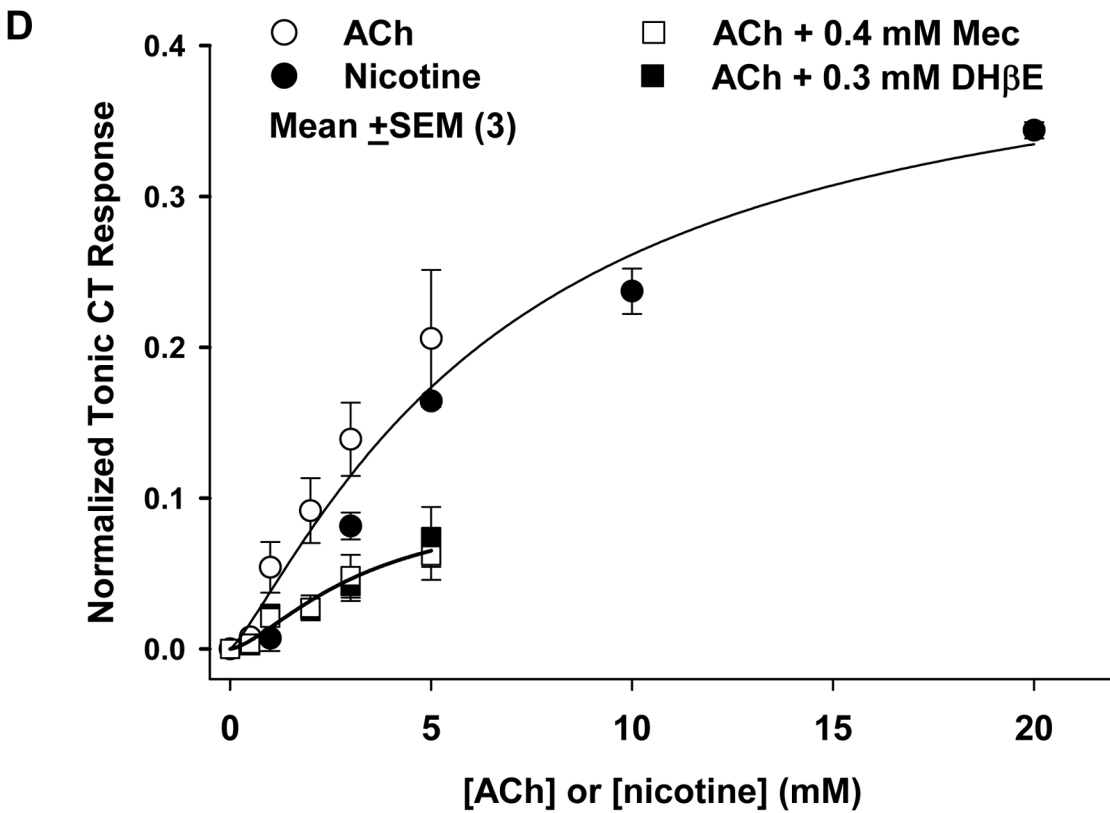 D
ACh
Nicotine
Mean ±SEM (3)
ACh + 0.4 mM Mec
ACh + 0.3 mM DHβE
Normalized Tonic CT Response
0.4
0.3
0.2
0.1
0.0
0 5 10 15 20
[ACh] or [nicotine] (mM)